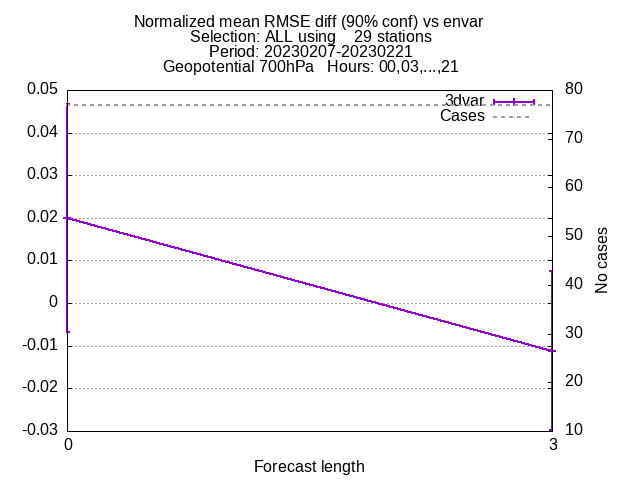 Normalized mean RMSE diff (90% conf) vs envar
Selection: ALL using    29 stations
Period: 20230207-20230221
Geopotential 700hPa   Hours: 00,03,...,21
0.05
0.04
0.03
0.02
0.01
0
-0.01
-0.02
-0.03
80
70
60
50
40
30
20
10
3dvar
Cases
No cases
0
3
Forecast length